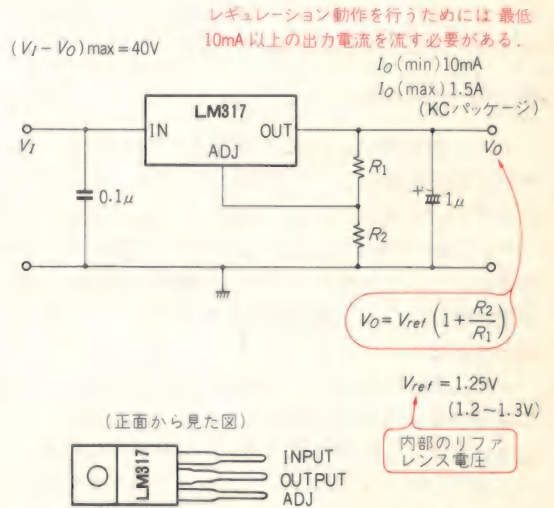 レギュレーション動作を行うためには 最低
10mA以上の出力電流を流す必要がある.
(VI－VO)max＝40V
IO(min)10mA
IO(max)1.5A
(KCパッケージ)
LM317
IN
OUT
ADJ
VI
VO
R1
0.1μ
+
1μ
R2
VO＝Vref(1＋R2/R1)
Vref＝1.25V
(1.2～1.3V)
内部のリファ
レンス電圧
(正面から見た図)
LM317
INPUT
OUTPUT
ADJ